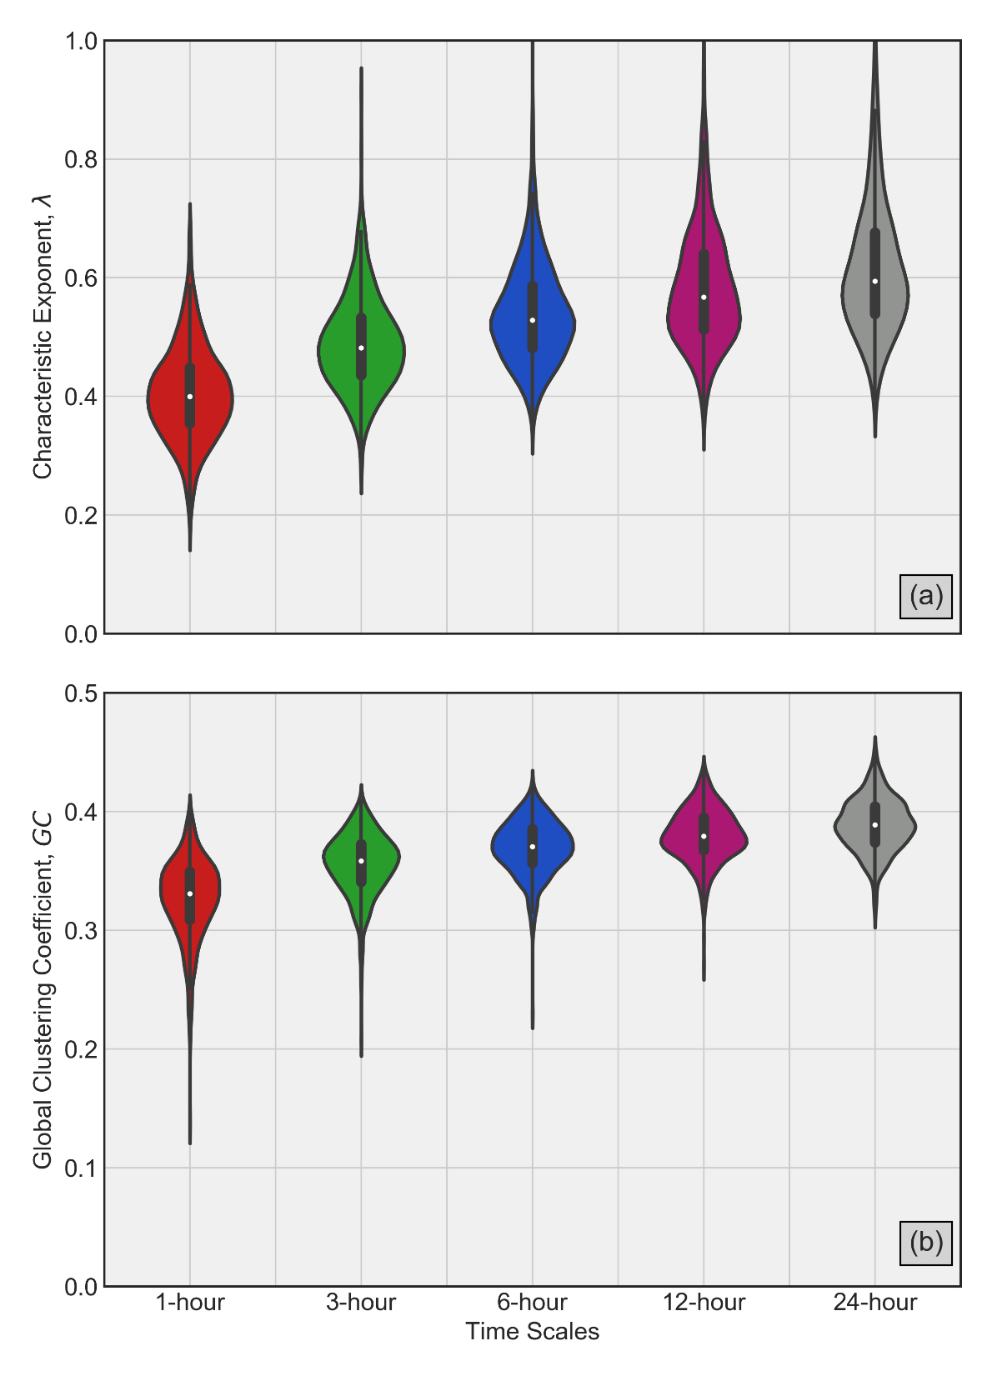 1.0
0.8
0.6
0.4
0.2
0.0
Characteristic Exponent, λ
(a)
0.5
0.4
0.3
0.2
0.1
0.0
Global Clustering Coefficient, GC
(b)
1-hour 3-hour 6-hour 12-hour 24-hour
Time Scales